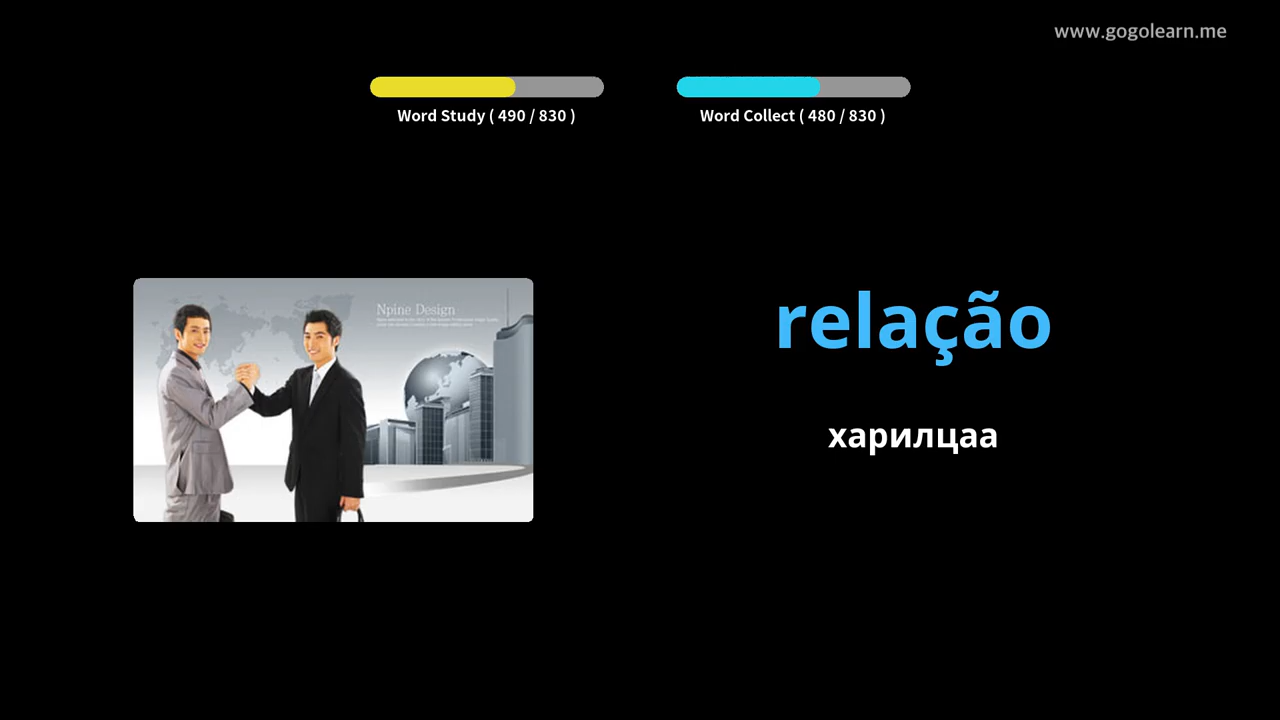 www.gogolearn.me
Word Study ( 490 / 830 )
Word Collect ( 480 / 830 )
Npine Design
relação
харилцаа